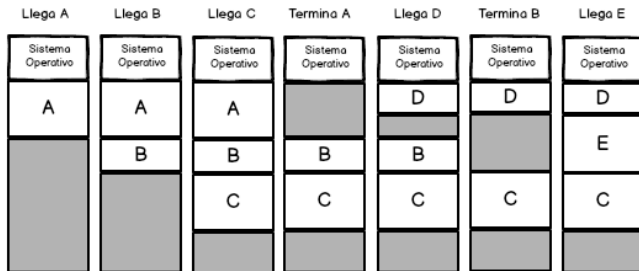 Llega A Llega B Llega C Termina A Llega D Termina B Llega E
Sistema Sistema Sistema Sistema Sistema Sistema Sistema
Operativo Operativo Operativo Operativo Operativo Operativo Operativo
A A A D D D
B B B B E
C C C C C